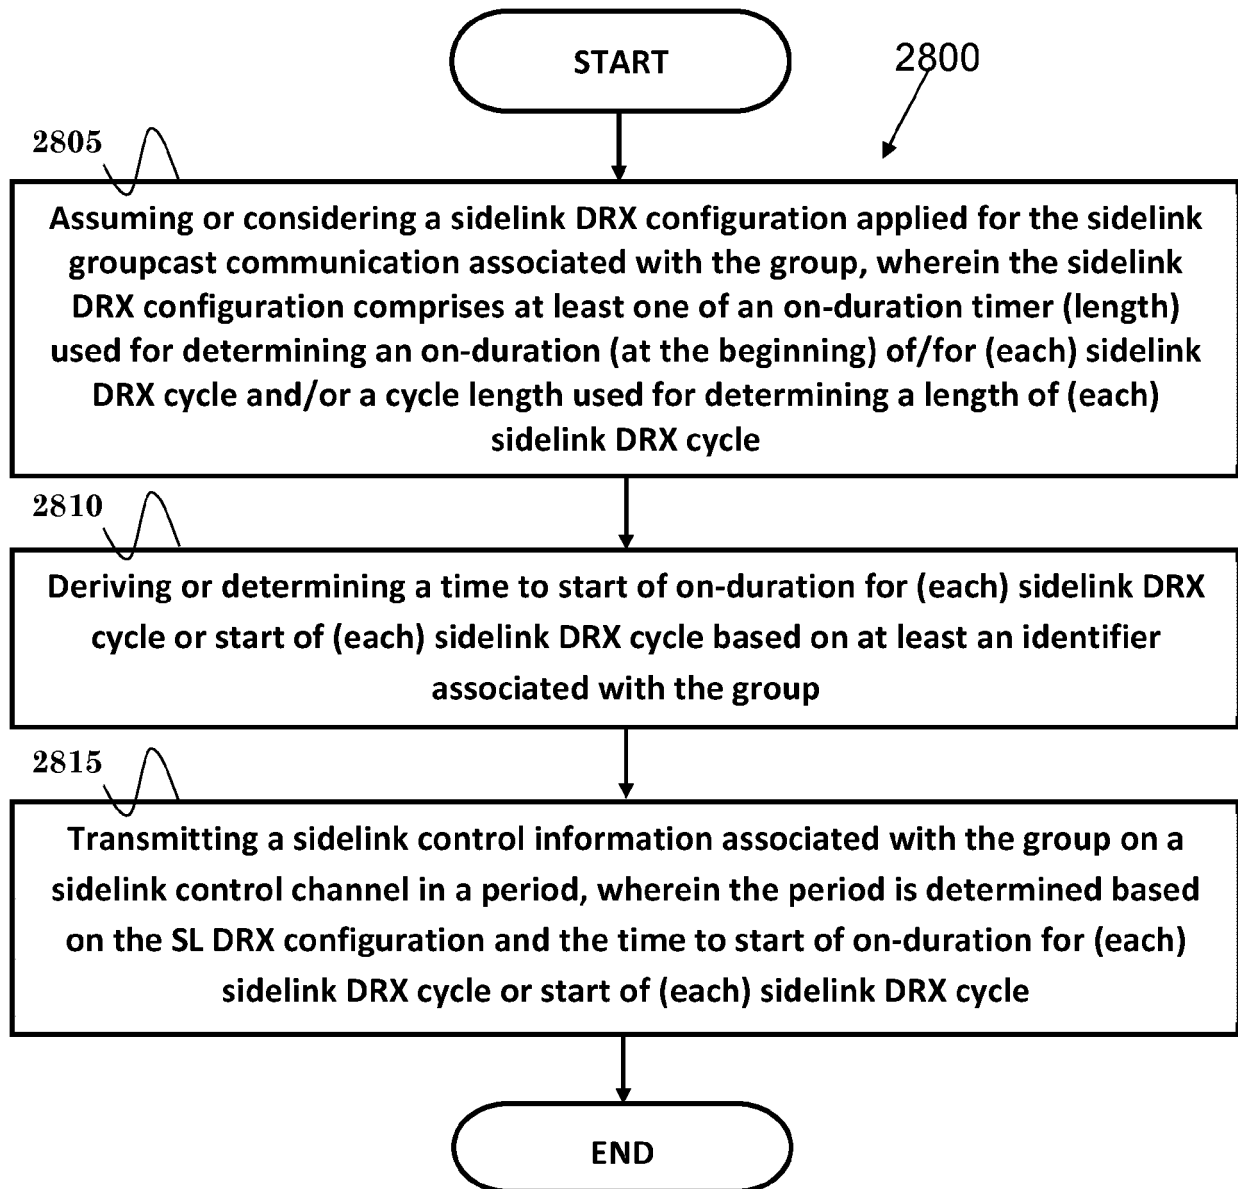 START
2800
2805
Assuming or considering a sidelink DRX configuration applied for the sidelink
groupcast communication associated with the group, wherein the sidelink
DRX configuration comprises at least one of an on-duration timer (length)
used for determining an on-duration (at the beginning) of/for (each) sidelink
DRX cycle and/or a cycle length used for determining a length of (each)
sidelink DRX cycle
2810
Deriving or determining a time to start of on-duration for (each) sidelink DRX
cycle or start of (each) sidelink DRX cycle based on at least an identifier
associated with the group
2815
Transmitting a sidelink control information associated with the group on a
sidelink control channel in a period, wherein the period is determined based
on the SL DRX configuration and the time to start of on-duration for (each)
sidelink DRX cycle or start of (each) sidelink DRX cycle
END